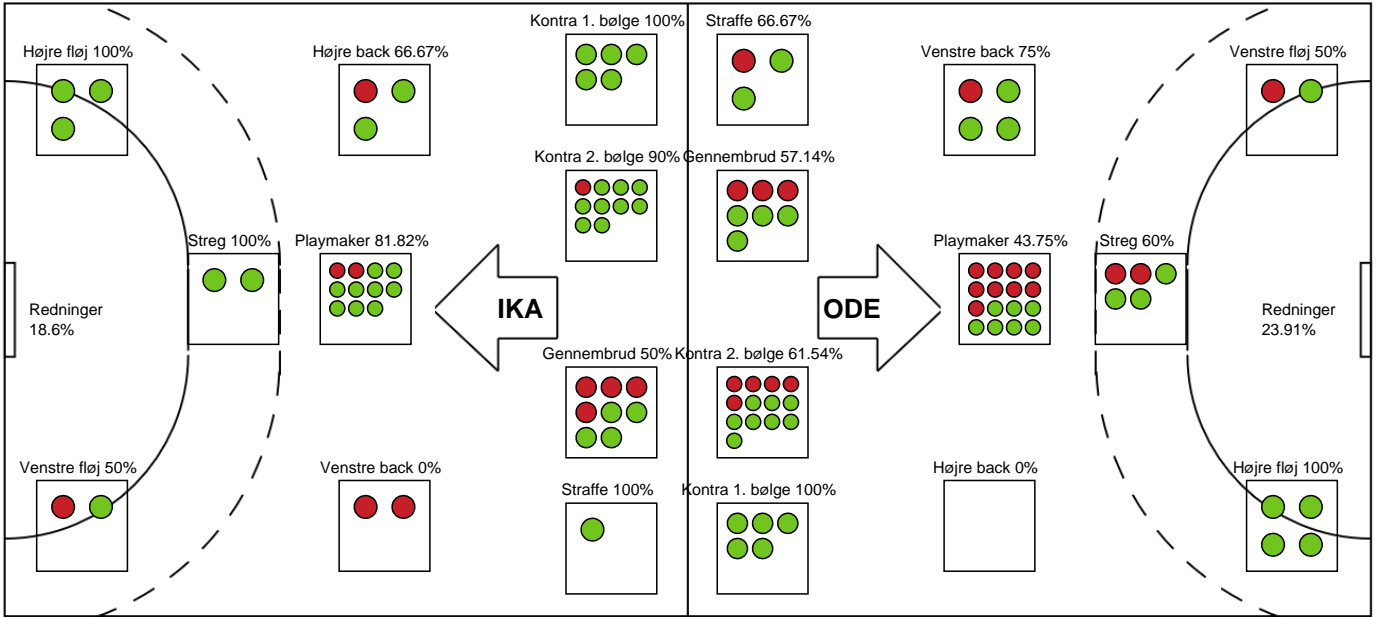 Kontra 1. bølge 100%
Straffe 66.67%
Højre fløj 100%
Højre back 66.67%
Venstre back 75%
Venstre fløj 50%
Kontra 2. bølge 90%
Gennembrud 57.14%
Streg 100%
Playmaker 81.82%
Playmaker 43.75%
Streg 60%
Redninger
18.6%
IKA
ODE
Redninger
23.91%
Gennembrud 50%
Kontra 2. bølge 61.54%
Venstre fløj 50%
Venstre back 0%
Højre back 0%
Højre fløj 100%
Straffe 100%
Kontra 1. bølge 100%